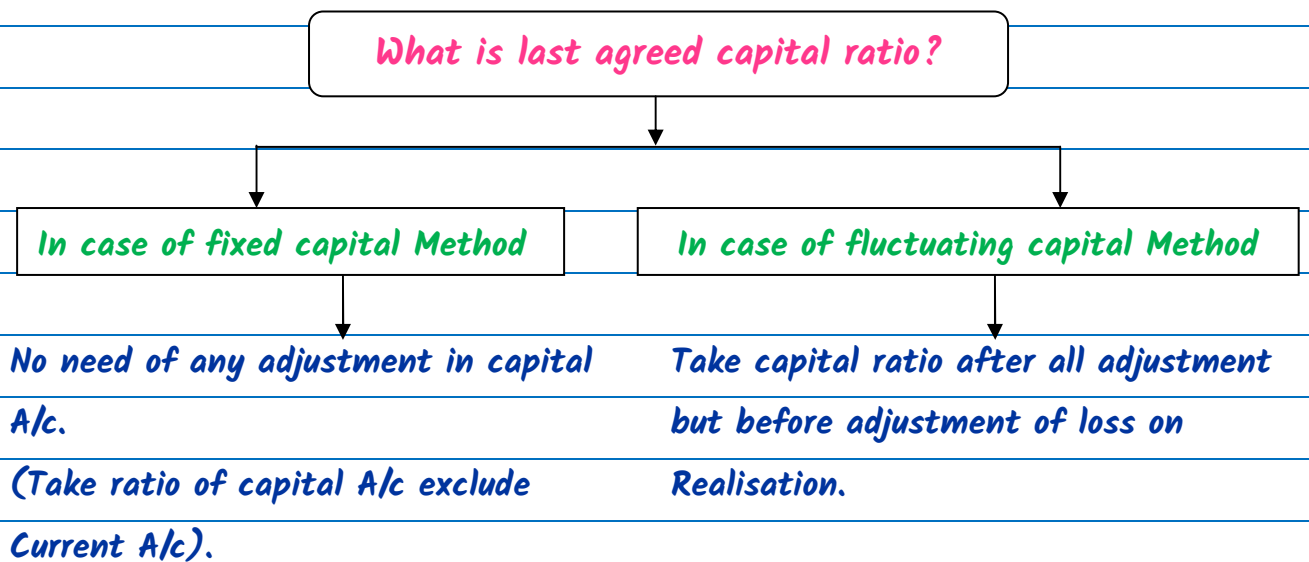 What is last agreed capital ratio?
In case of fixed capital Method
In case of fluctuating capital Method
No need of any adjustment in capital
A/c.
(Take ratio of capital A/c exclude
Current A/c).
Take capital ratio after all adjustment
but before adjustment of loss on
Realisation.